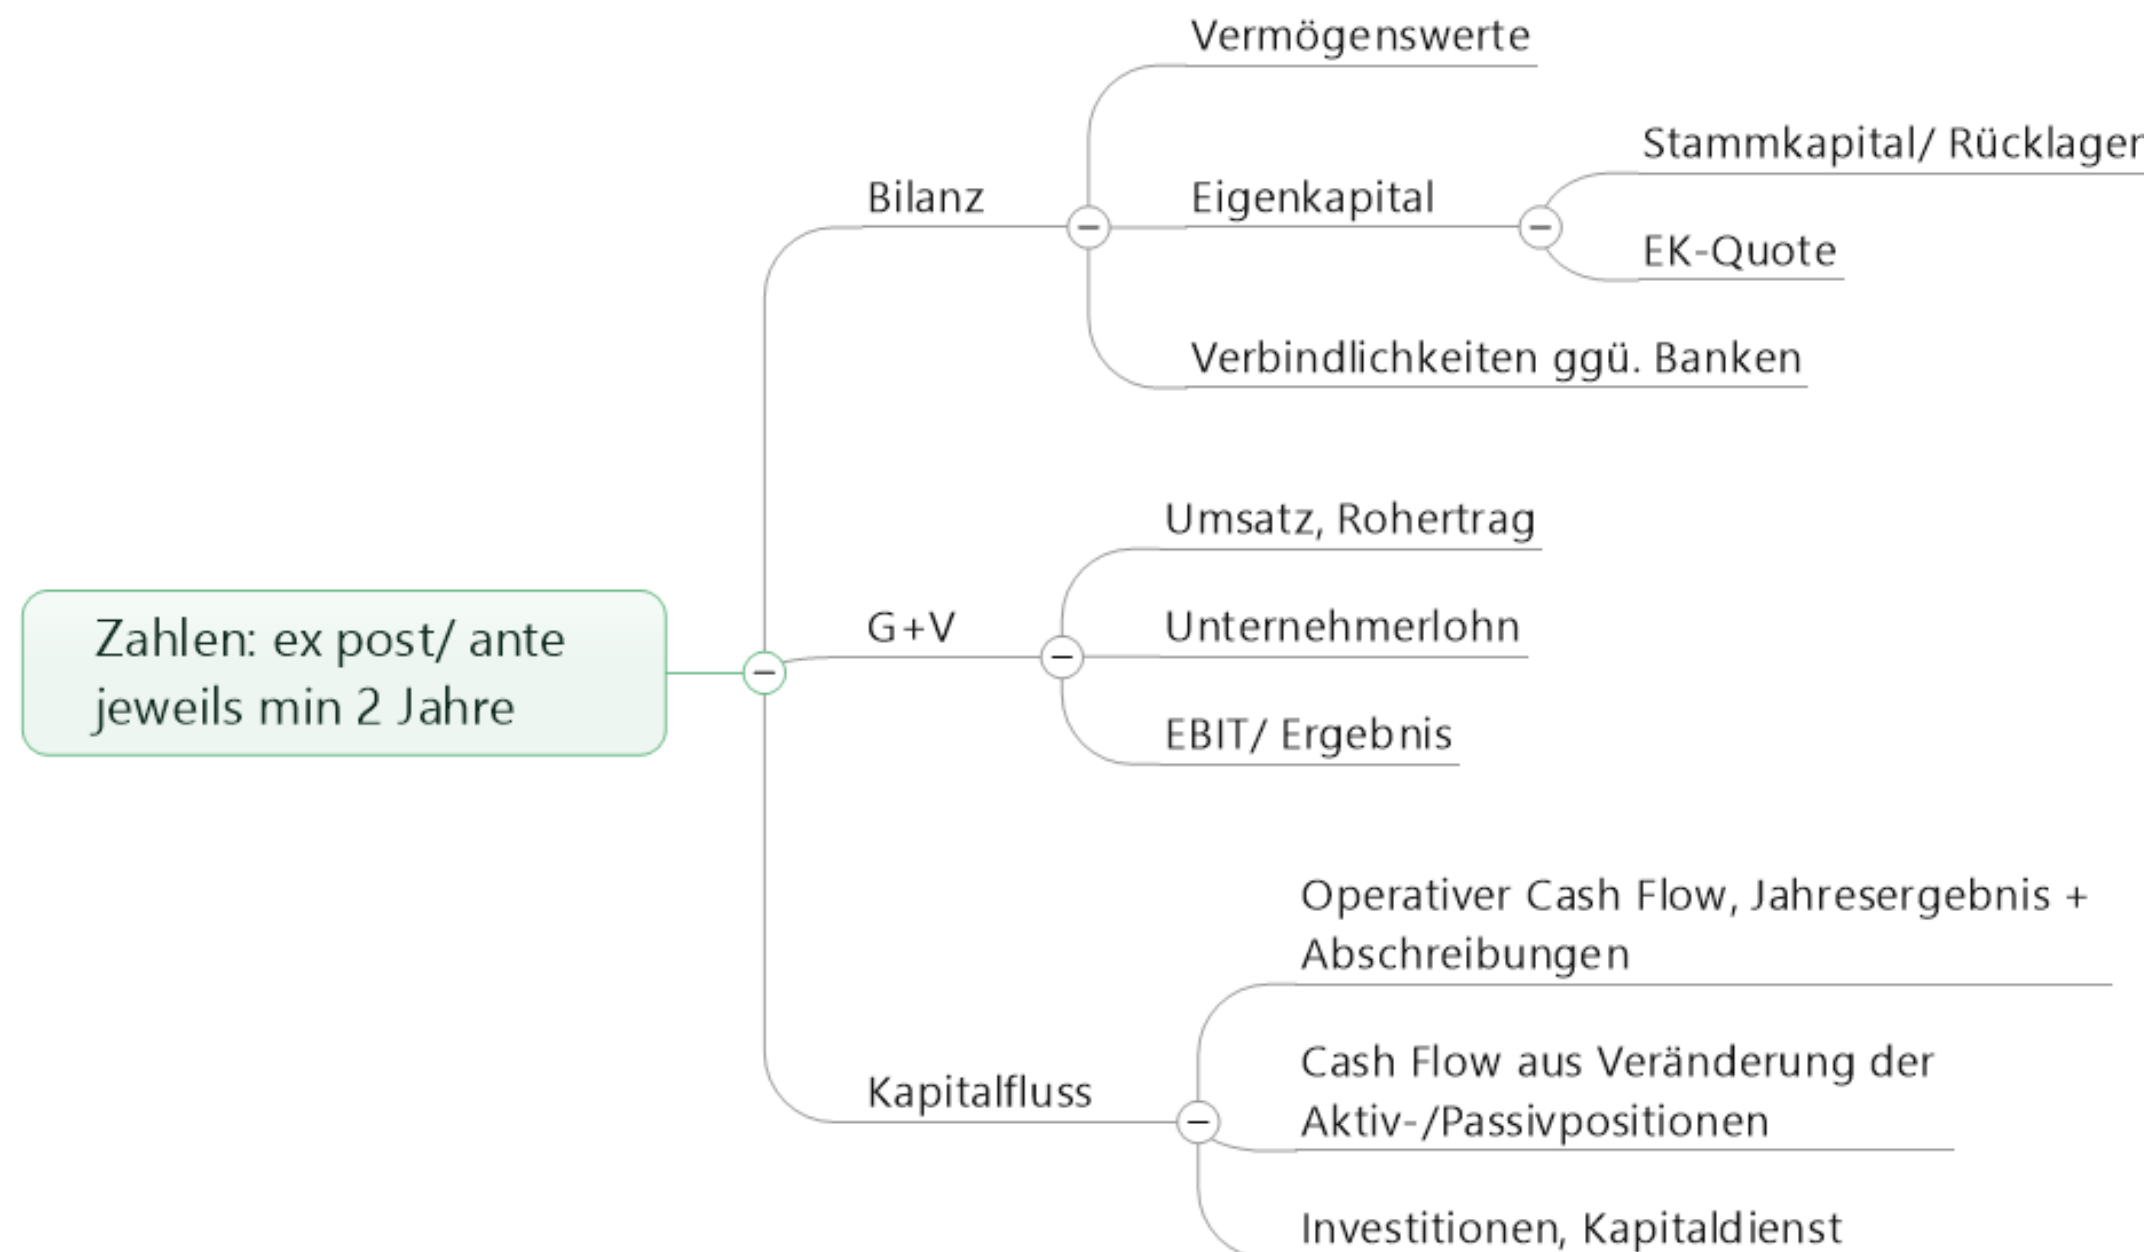 Zahlen: ex post/ ante
jeweils min 2 Jahre
Bilanz
Vermögenswerte
Eigenkapital
Stammkapital/ Rücklagen
EK-Quote
Verbindlichkeiten ggü. Banken
G+V
Umsatz, Rohertrag
Unternehmerlohn
EBIT/ Ergebnis
Kapitalfluss
Operativer Cash Flow, Jahresergebnis +
Abschreibungen
Cash Flow aus Veränderung der
Aktiv-/Passivpositionen
Investitionen, Kapitaldienst